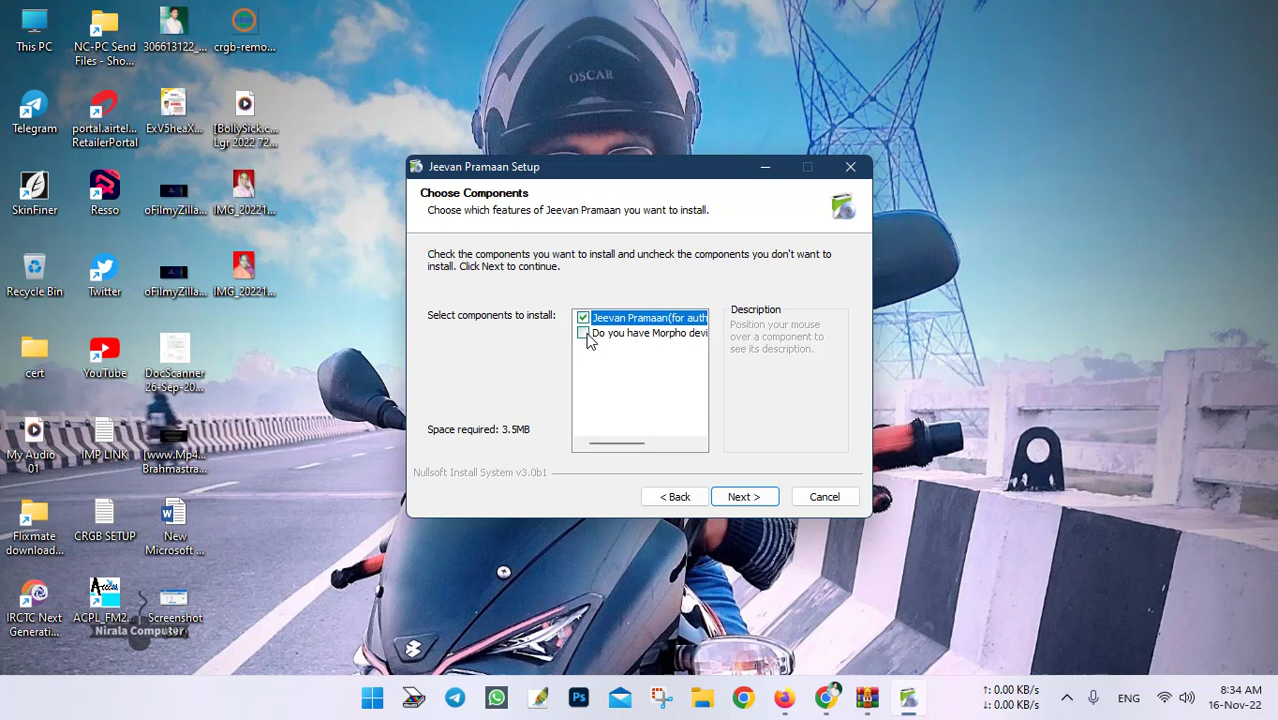 This PC
NC-PC Send
Files - Sho...
306613122_...
crgb-remo...
Telegram
portal.airtel...
RetailerPortal
ExV5heaX...
[BollySick.c...
Lgr 2022 72...
SkinFiner
Resso
oFilmyZilla...
IMG_20221...
Recycle Bin
Twitter
oFilmyZilla...
IMG_20221...
cert
YouTube
DocScanner
26-Sep-20...
My Audio
01
IMP LINK
[www.Mp4...
Brahmastra...
Flixmate
download...
CRGB SETUP
New
Microsoft ...
IRCTC Next
Generati...
ACPL_FM2...
Screenshot
Nirala Computer
OSCAR
Jeevan Pramaan Setup
Choose Components
Choose which features of Jeevan Pramaan you want to install.
Check the components you want to install and uncheck the components you don't want to
install. Click Next to continue.
Select components to install:
Jeevan Pramaan(for auth
Do you have Morpho devi
Description
Position your mouse
over a component to
see its description.
Space required: 3.5MB
Nullsoft Install System v3.0b1
< Back
Next >
Cancel
Ps
↑: 0.00 KB/s
↓: 0.00 KB/s
ENG
8:34 AM
16-Nov-22